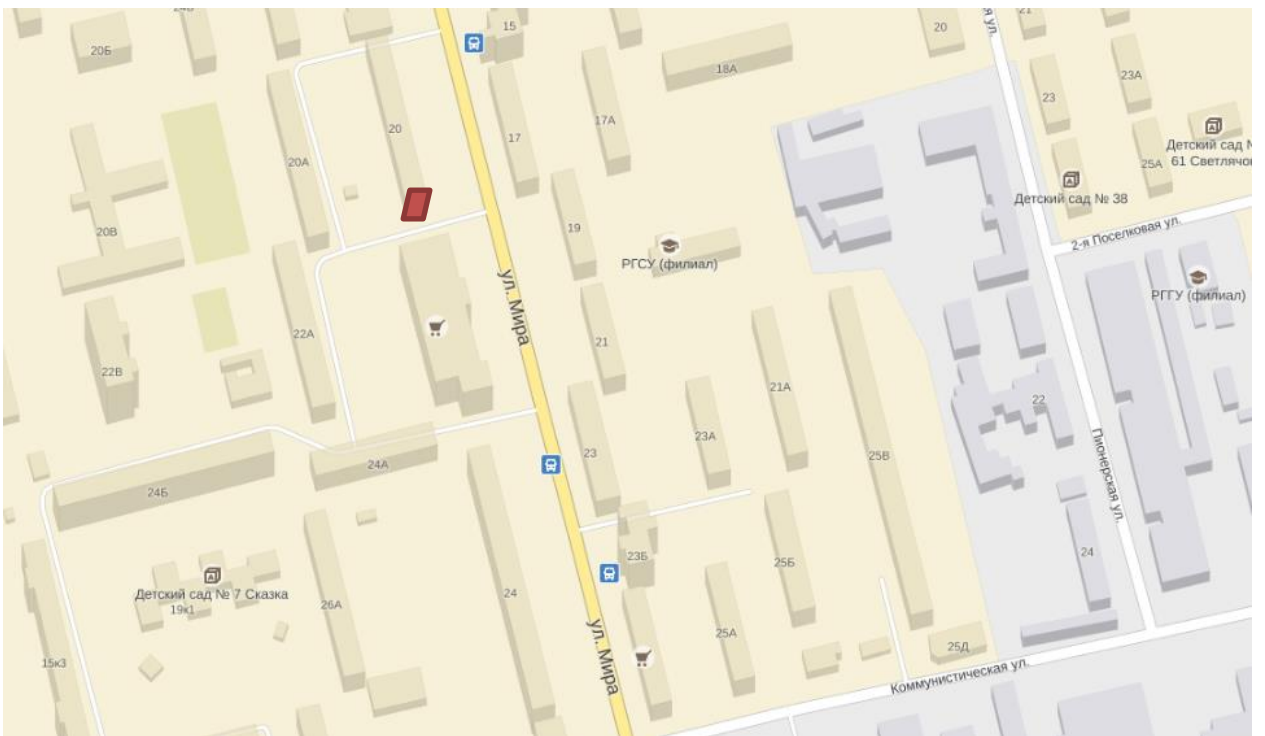 15
20
я ул.
20Б
18А
23А
23
20
17А
17
Детский сад №
61 Светлячо
25А
20А
Детский сад № 38
19
20В
2-я Поселковая ул.
РГСУ (филиал)
РГГУ (филиал)
ул. Мира
22А
21
22В
21А
22
23А
23
25В
24А
24Б
Пионерская ул.
23Б
24
25Б
Детский сад № 7 Сказка
19к1
24
26А
25А
25Д
ул. Мира
15к3
Коммунистическая ул.